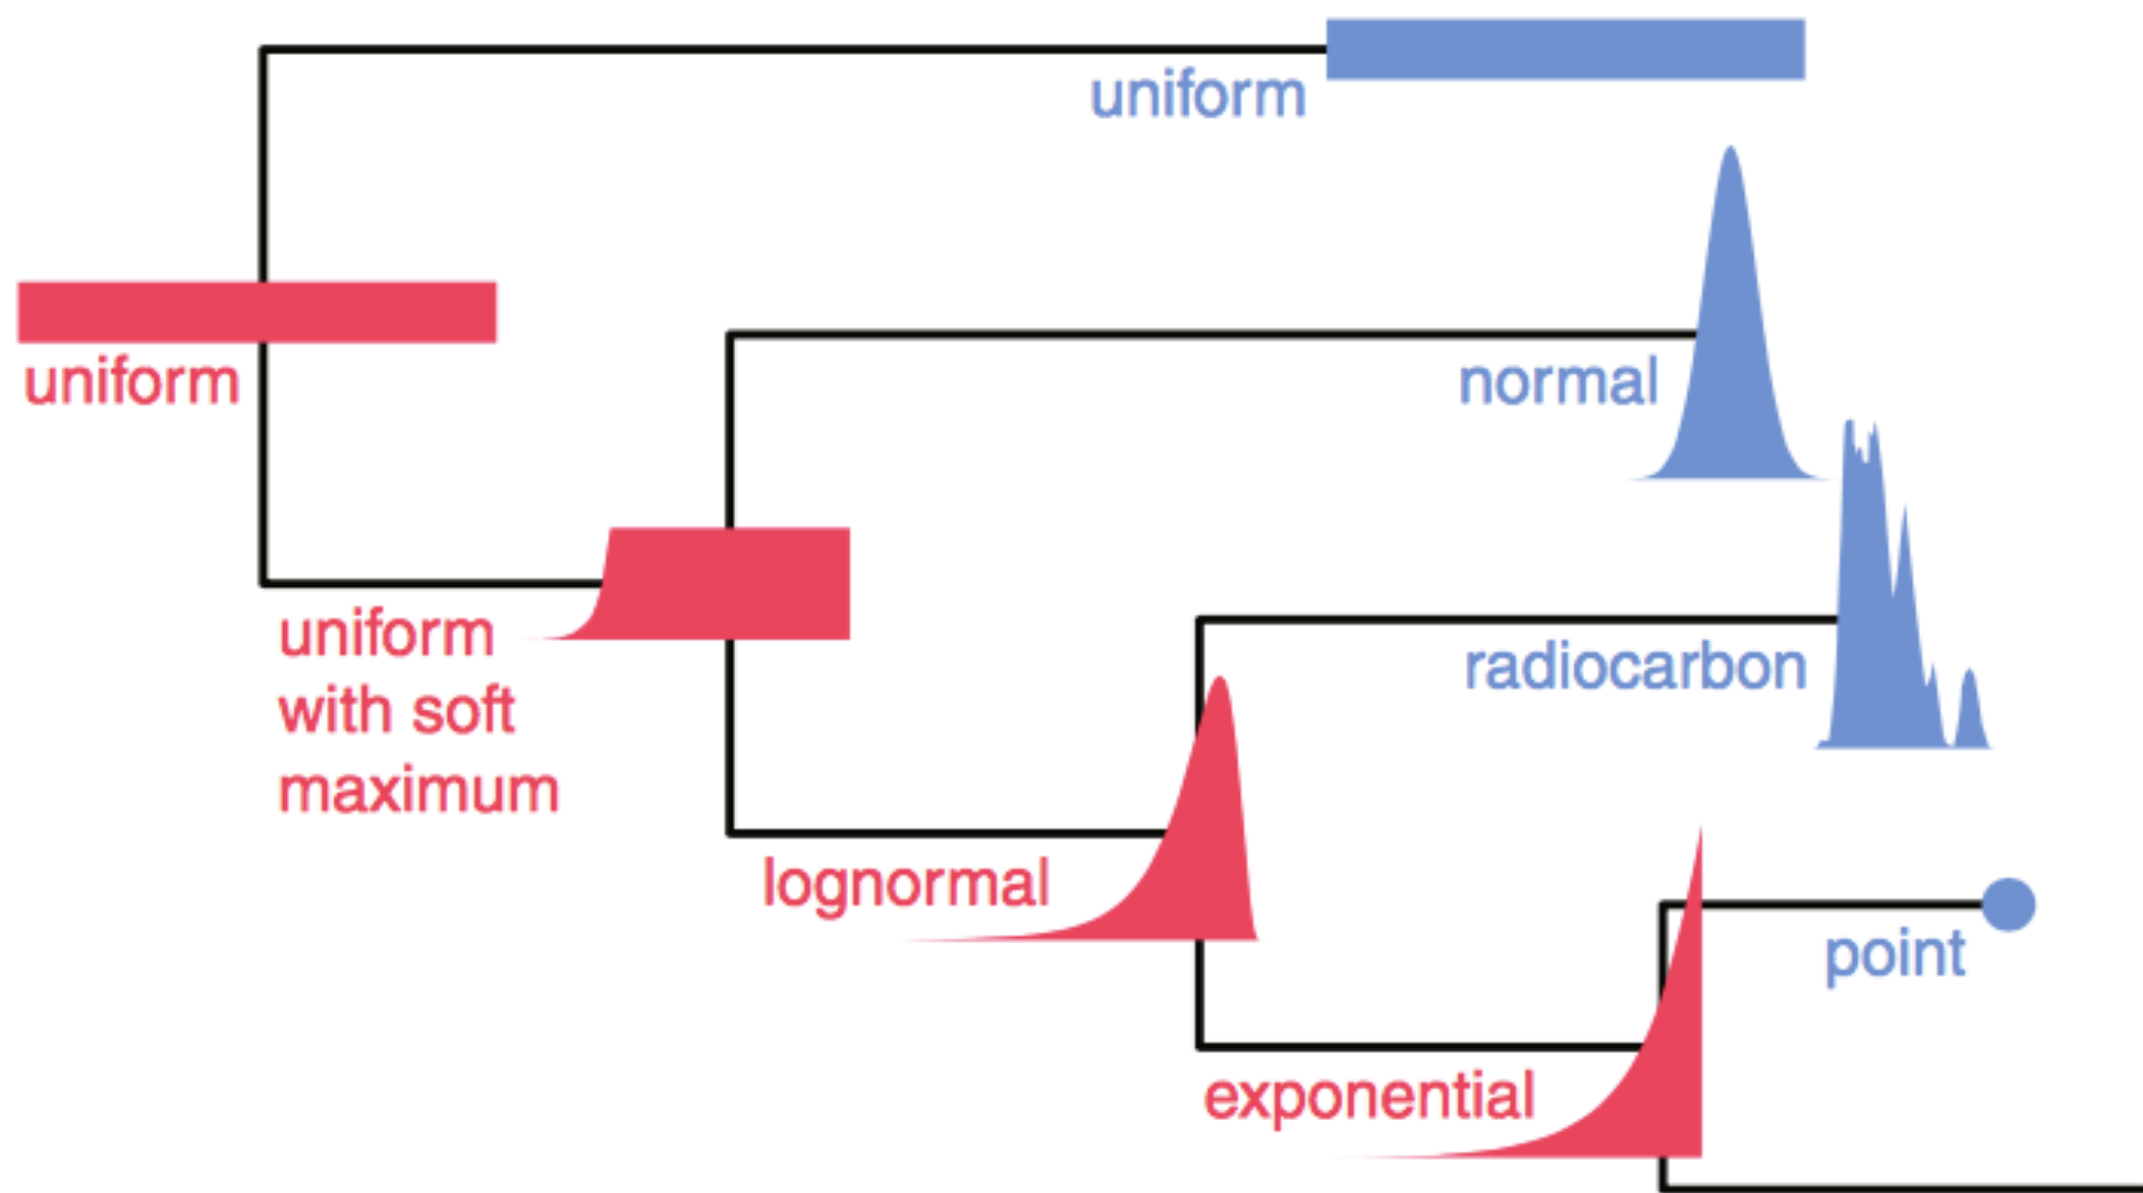 uniform
uniform
normal
uniform
with soft
maximum
radiocarbon
lognormal
point
exponential